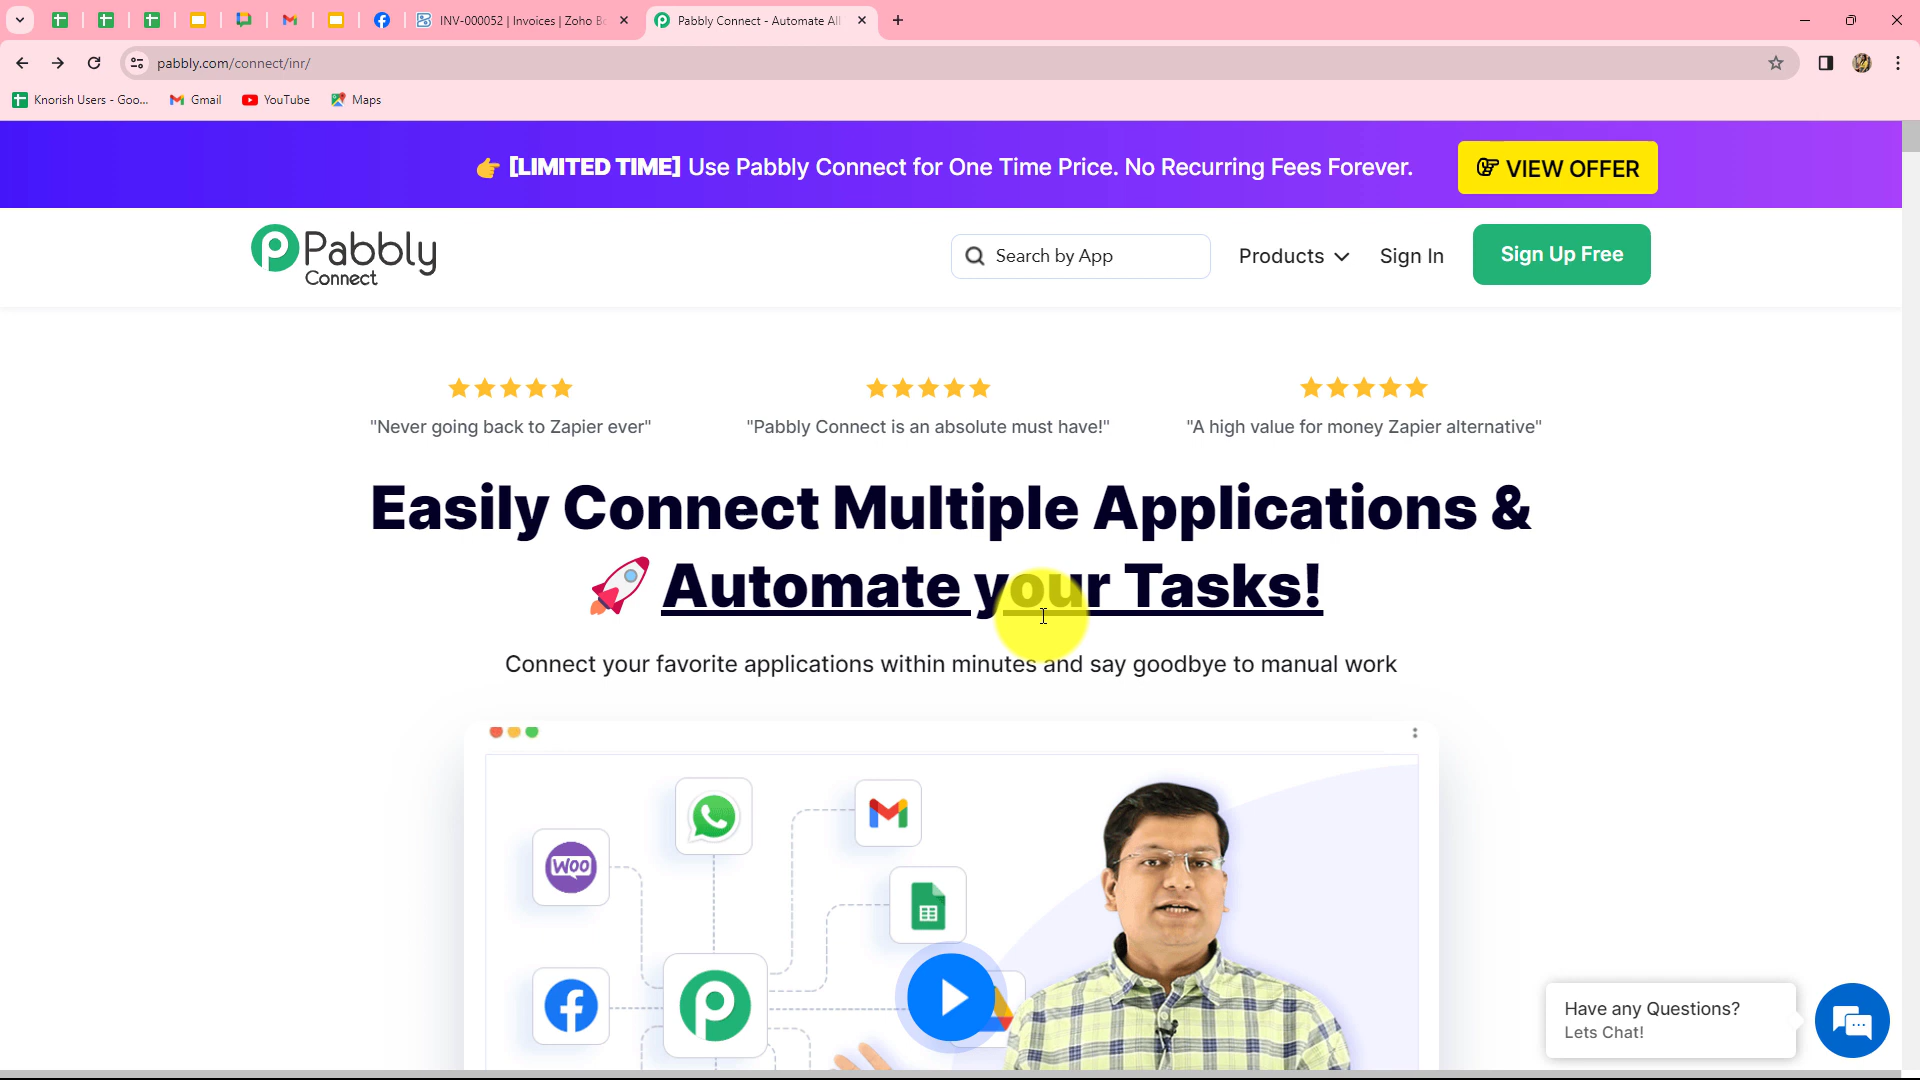 INV-000052 | Invoices | Zoho Bo
Pabbly Connect - Automate All
pabbly.com/connect/inr/
Knorish Users - Goo...
Gmail
YouTube
Maps
👉 [LIMITED TIME] Use Pabbly Connect for One Time Price. No Recurring Fees Forever.
VIEW OFFER
Pabbly
Connect
Search by App
Products
Sign In
Sign Up Free
"Never going back to Zapier ever"
"Pabbly Connect is an absolute must have!"
"A high value for money Zapier alternative"
Easily Connect Multiple Applications &
🚀 Automate your Tasks!
Connect your favorite applications within minutes and say goodbye to manual work
WOO
Have any Questions?
Lets Chat!